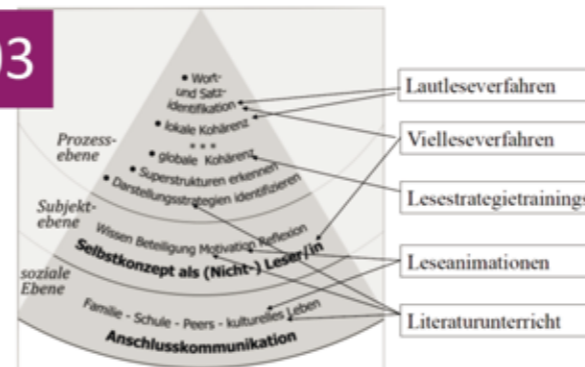 03
• Wort-
und Satz-
identifikation
• lokale Kohärenz
* * *
• globale Kohärenz
• Superstrukturen erkennen
• Darstellungsstrategien identifizieren
Prozess-
ebene
Subjekt-
ebene
Wissen Beteiligung Motivation Reflexion
Selbstkonzept als (Nicht-) Leser/in
soziale
Ebene
Familie - Schule - Peers - kulturelles Leben
Anschlusskommunikation
Lautleseverfahren
Vielleseverfahren
Lesestrategietrainings
Leseanimationen
Literaturunterricht